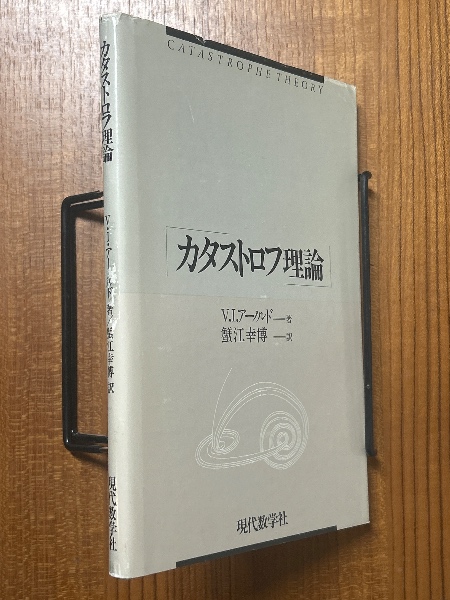 CATASTROPHE THEORY
カタストロフ理論
V.I.アーノルド―著
蟹江幸博―訳
現代数学社
カタストロフ理論
V.I.アーノルド 著/蟹江幸博 訳
現代数学社